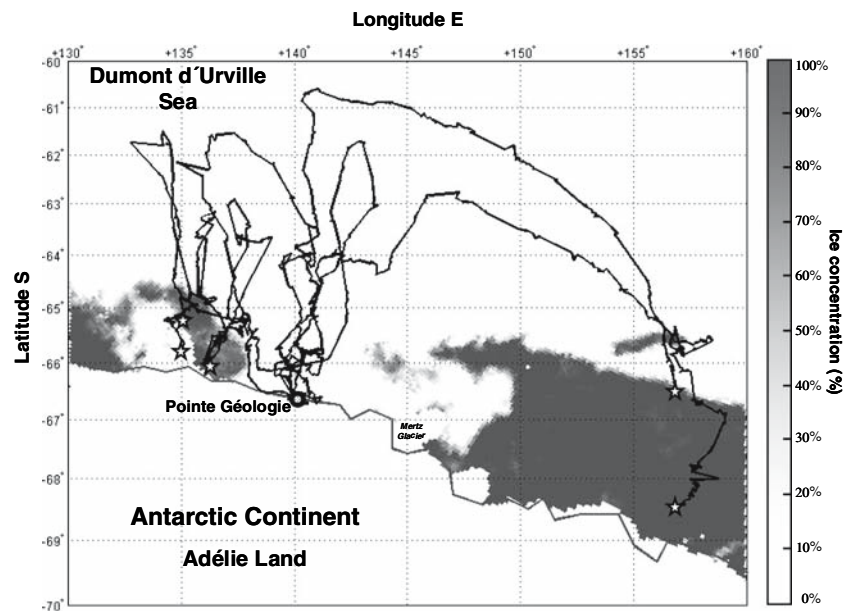 Longitude E
+130° +135° +140° +145° +150° +155° +160°
-60
-61°
-62°
-63°
-64°
-65°
-66°
-67°
-68°
-69°
-70°
Latitude S
Dumont d´Urville
Sea
Pointe Géologie
Mertz
Glacier
Antarctic Continent
Adélie Land
100%
90%
80%
70%
60%
50%
40%
30%
20%
10%
0%
Ice concentration (%)